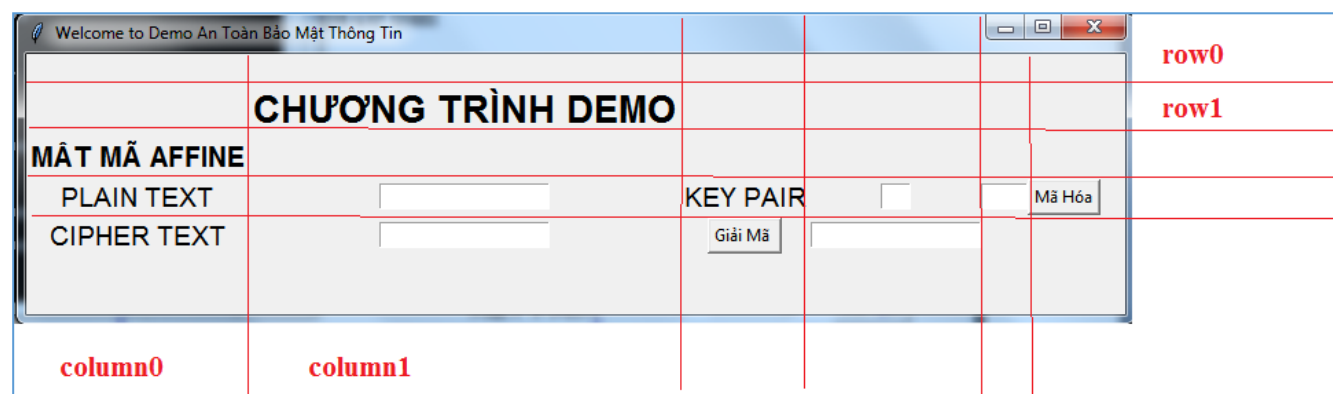 Welcome to Demo An Toàn Bảo Mật Thông Tin
row0
CHƯƠNG TRÌNH DEMO
row1
MẬT MÃ AFFINE
PLAIN TEXT KEY PAIR Mã Hóa
CIPHER TEXT Giải Mã
column0 column1